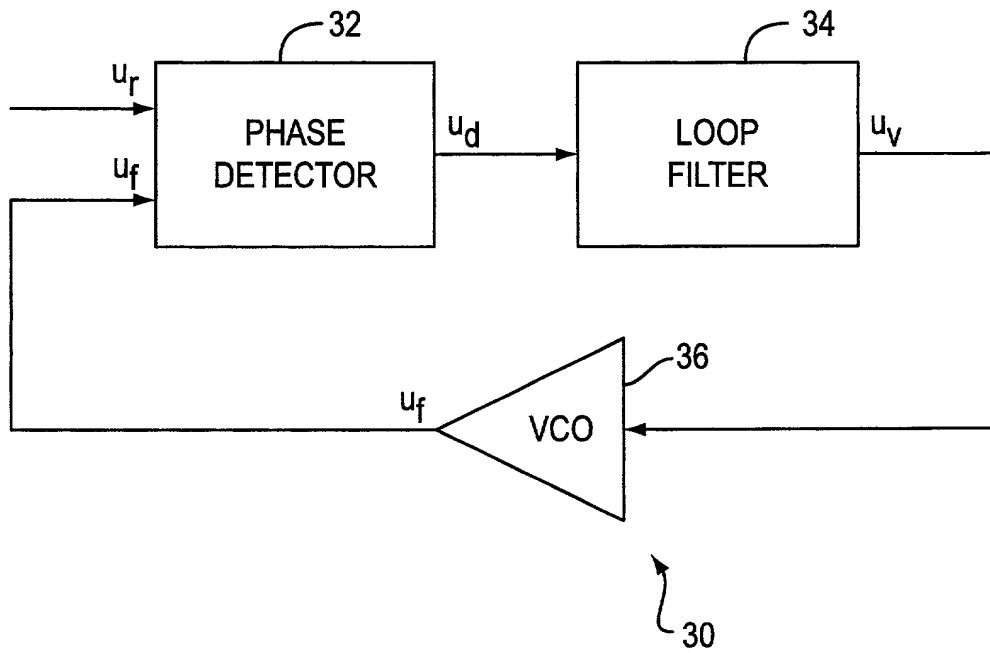 32
34
u_r
u_f
PHASE
DETECTOR
u_d
LOOP
FILTER
u_v
36
u_f
VCO
30